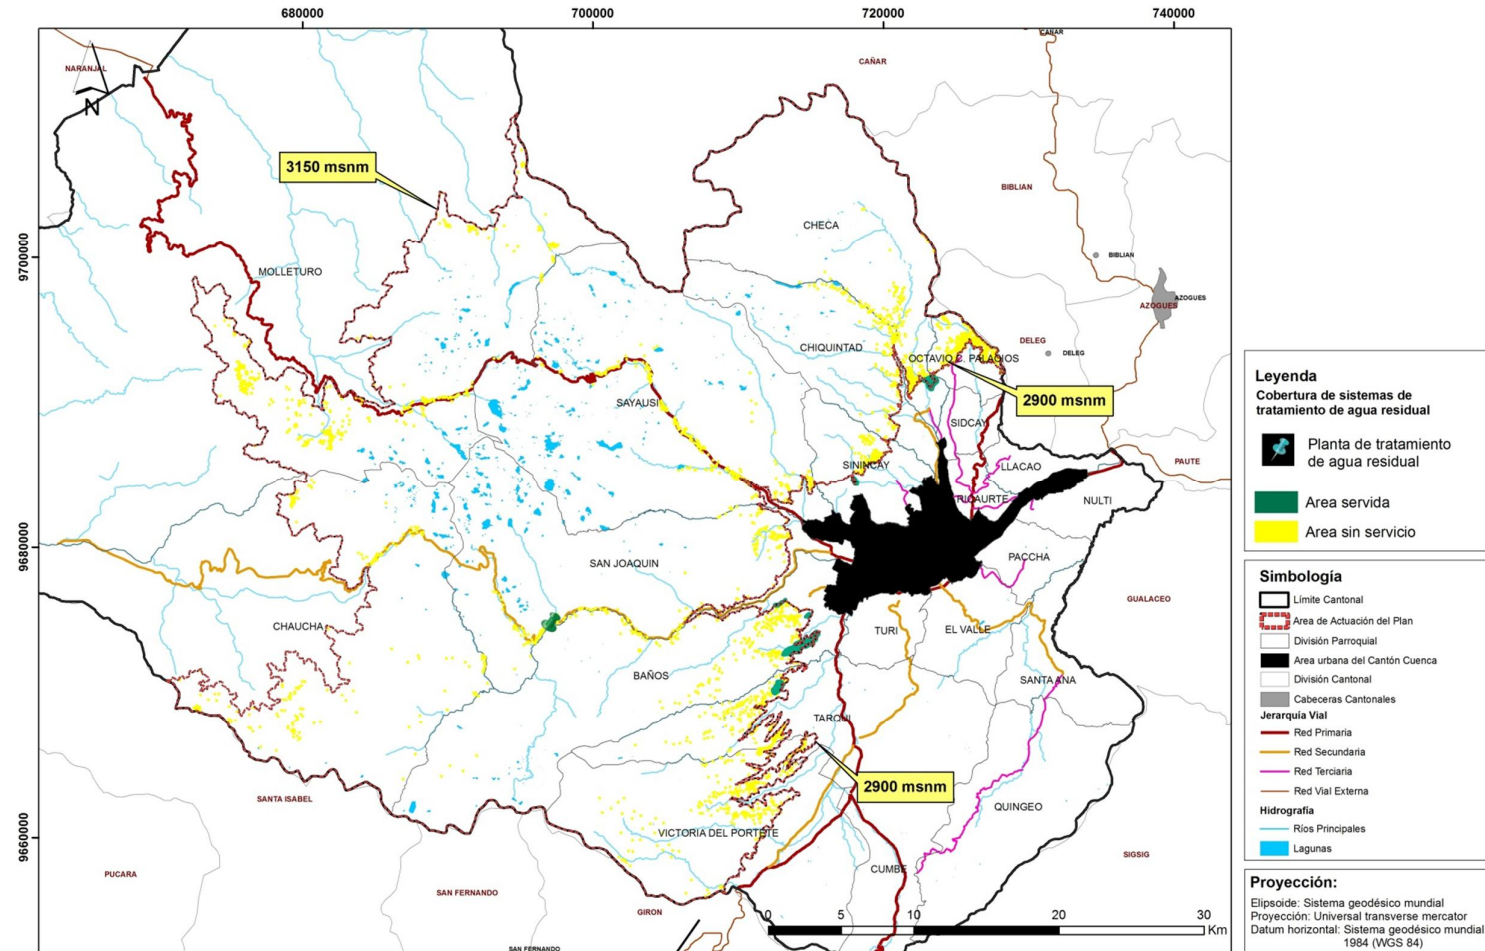 680000
700000
720000
740000
CAÑAR
CAÑAR
NARANJAL
N
3150 msnm
BIBLIAN
CHECA
9700000
MOLLETURO
BIBLIAN
AZOGUES
AZOGUES
DELEG
DELEG
CHIQUINTAD
OCTAVIO C. PALACIOS
2900 msnm
SAYAUSI
SIDCAY
SININCAY
LLACAO
PAUTE
RICAURTE
NULTI
9680000
SAN JOAQUIN
PACCHA
GUALACEO
CHAUCHA
TURI
EL VALLE
BAÑOS
SANTA ANA
TARQUI
2900 msnm
SANTA ISABEL
QUINGEO
9660000
VICTORIA DEL PORTETE
SIGSIG
PUCARA
CUMBE
SAN FERNANDO
GIRON
SAN FERNANDO
0 5 10 20 30
Km
Leyenda
Cobertura de sistemas de
tratamiento de agua residual
Planta de tratamiento
de agua residual
Area servida
Area sin servicio
Simbología
Límite Cantonal
Area de Actuación del Plan
División Parroquial
Area urbana del Cantón Cuenca
División Cantonal
Cabeceras Cantonales
Jerarquía Vial
Red Primaria
Red Secundaria
Red Terciaria
Red Vial Externa
Hidrografía
Ríos Principales
Lagunas
Proyección:
Elipsoide: Sistema geodésico mundial
Proyección: Universal transverse mercator
Datum horizontal: Sistema geodésico mundial
1984 (WGS 84)